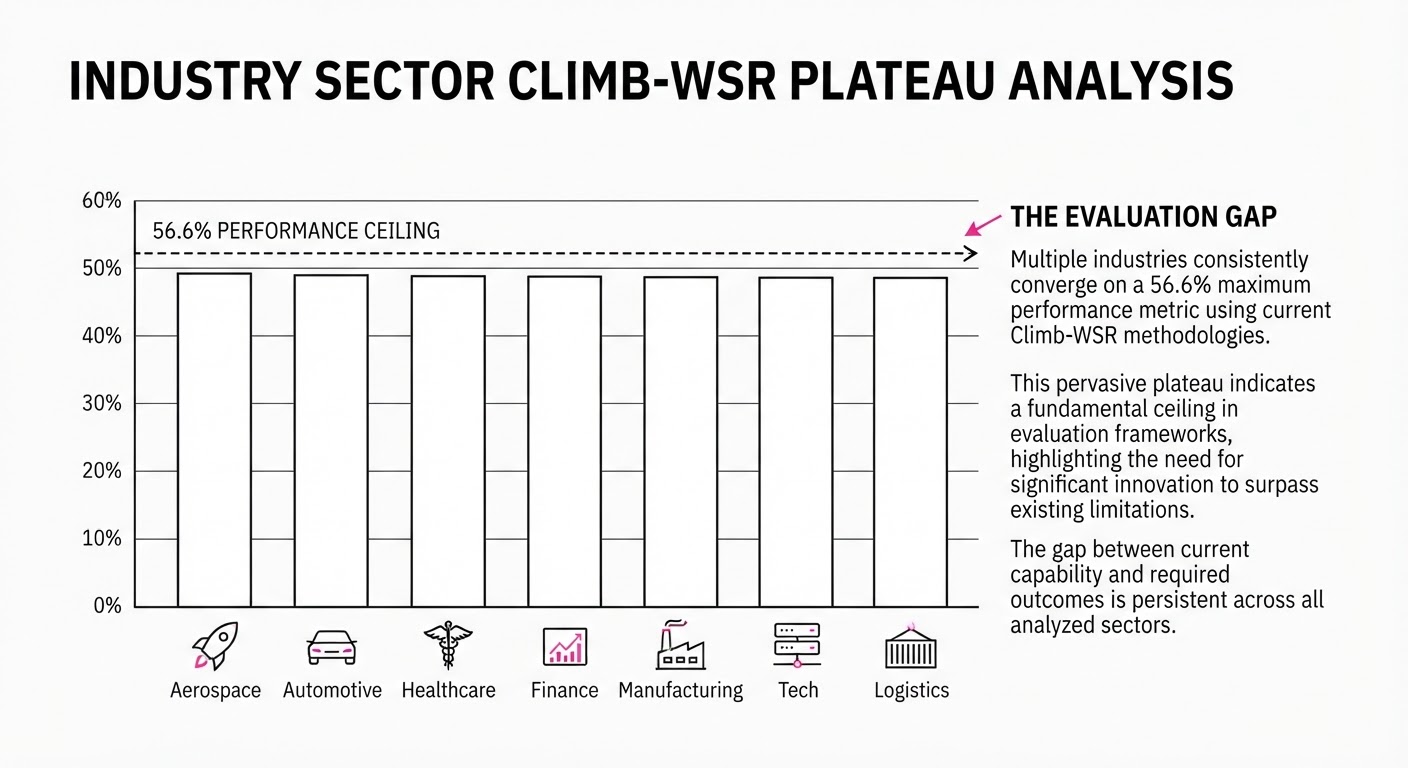 INDUSTRY SECTOR CLIMB-WSR PLATEAU ANALYSIS
60%
56.6% PERFORMANCE CEILING
50%
40%
30%
20%
10%
0%
Aerospace
Automotive
Healthcare
Finance
Manufacturing
Tech
Logistics
THE EVALUATION GAP
Multiple industries consistently
converge on a 56.6% maximum
performance metric using current
Climb-WSR methodologies.
This pervasive plateau indicates
a fundamental ceiling in
evaluation frameworks,
highlighting the need for
significant innovation to surpass
existing limitations.
The gap between current
capability and required
outcomes is persistent across all
analyzed sectors.